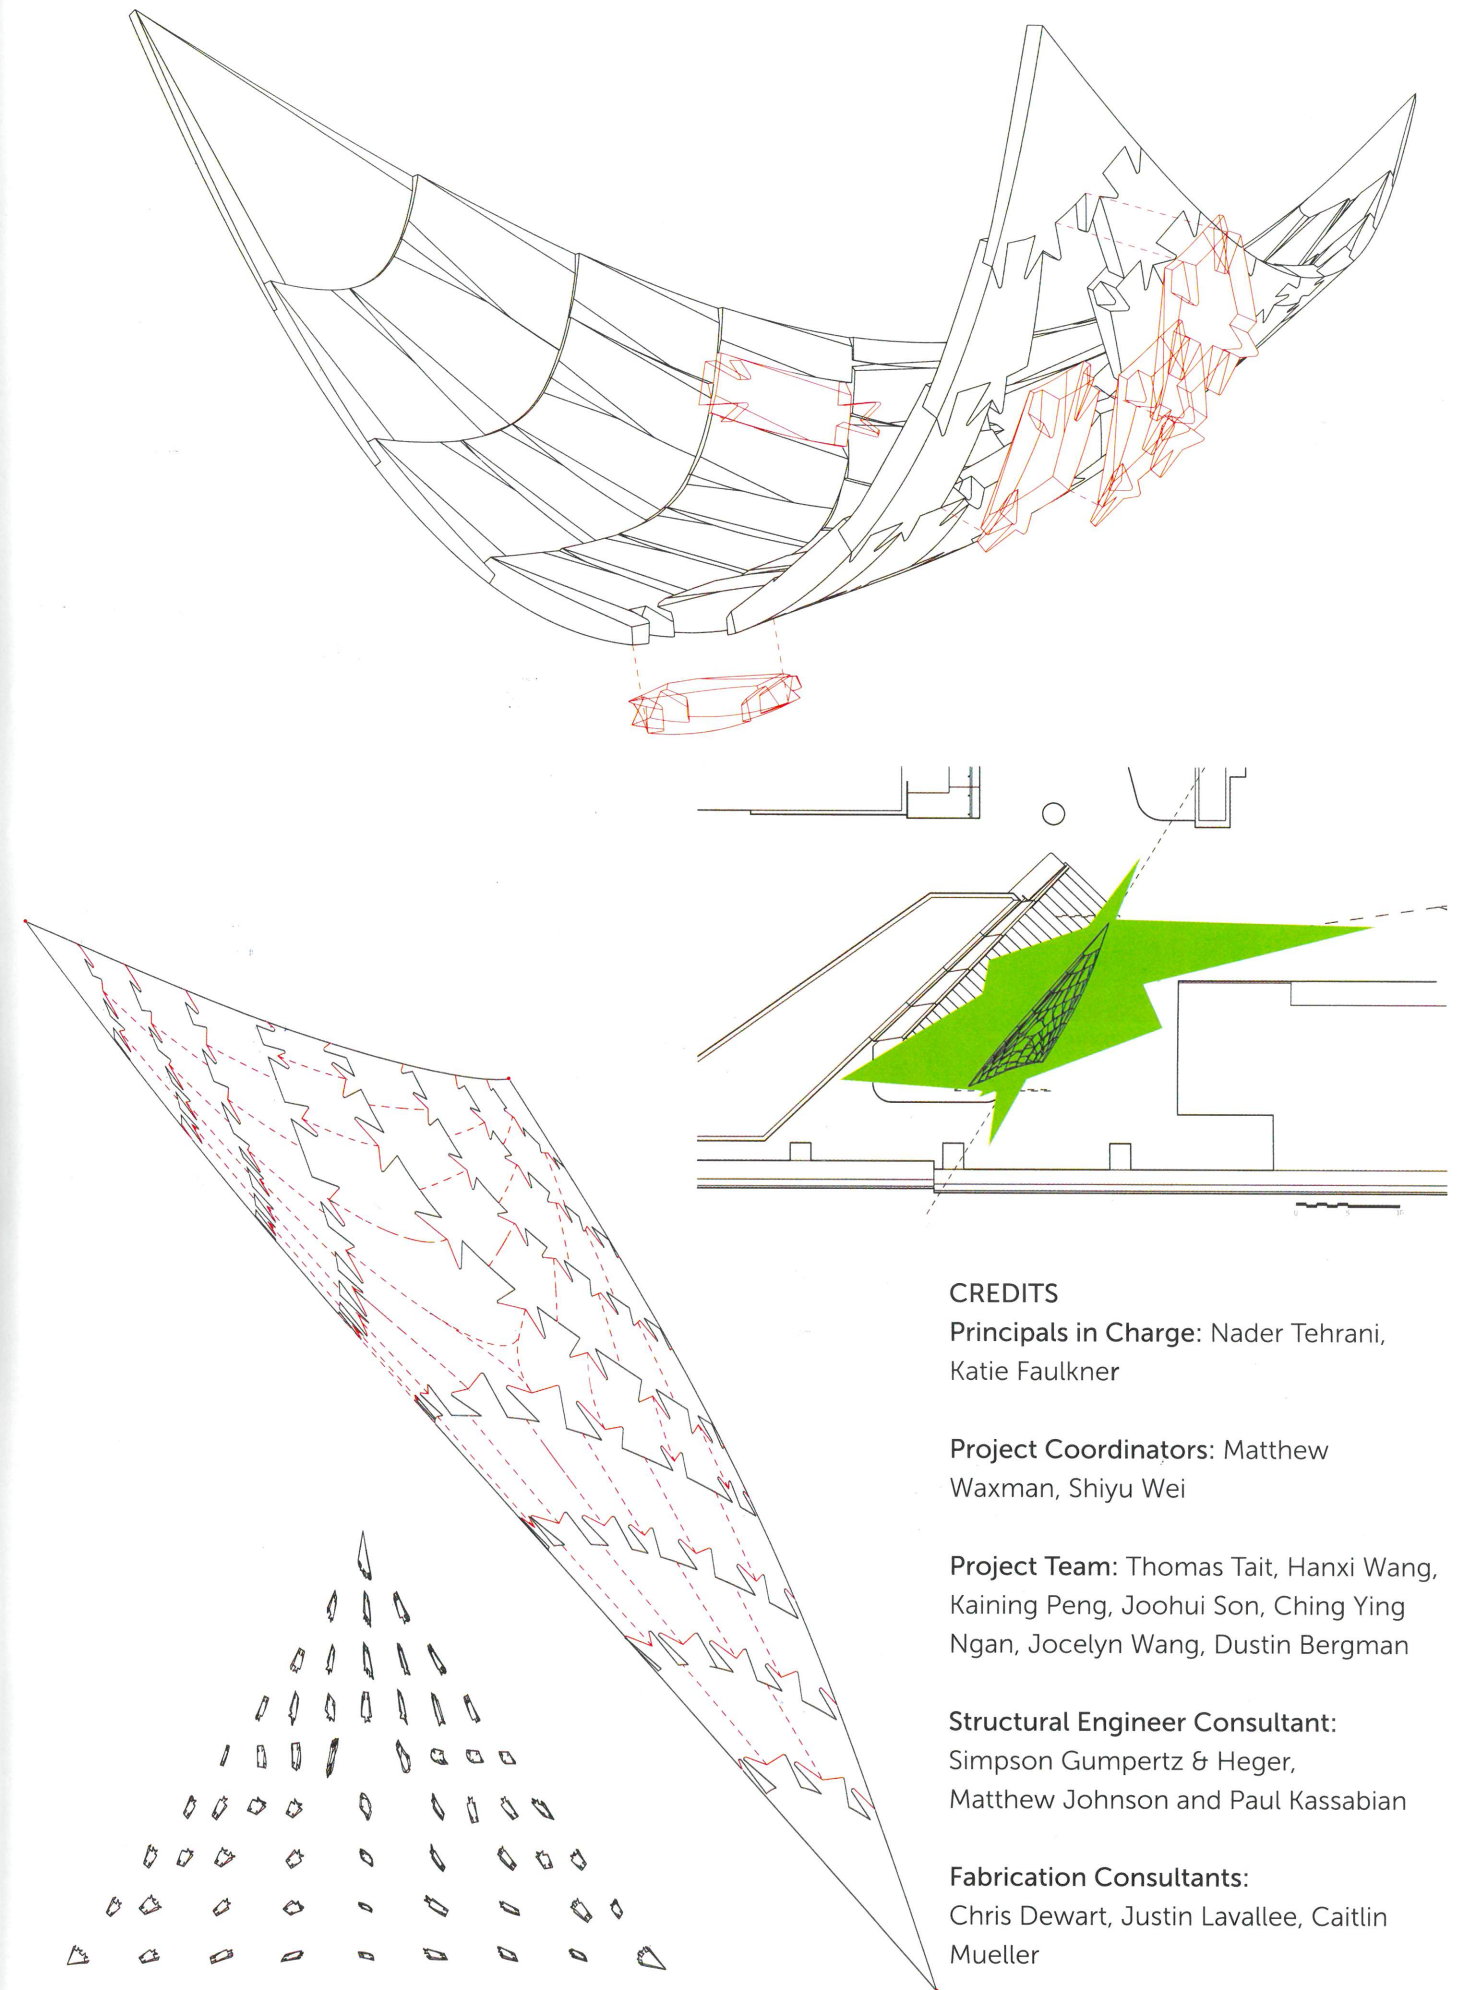 CREDITS
Principals in Charge: Nader Tehrani,
Katie Faulkner
Project Coordinators: Matthew
Waxman, Shiyu Wei
Project Team: Thomas Tait, Hanxi Wang,
Kaining Peng, Joohui Son, Ching Ying
Ngan, Jocelyn Wang, Dustin Bergman
Structural Engineer Consultant:
Simpson Gumpertz & Heger,
Matthew Johnson and Paul Kassabian
Fabrication Consultants:
Chris Dewart, Justin Lavallee, Caitlin
Mueller